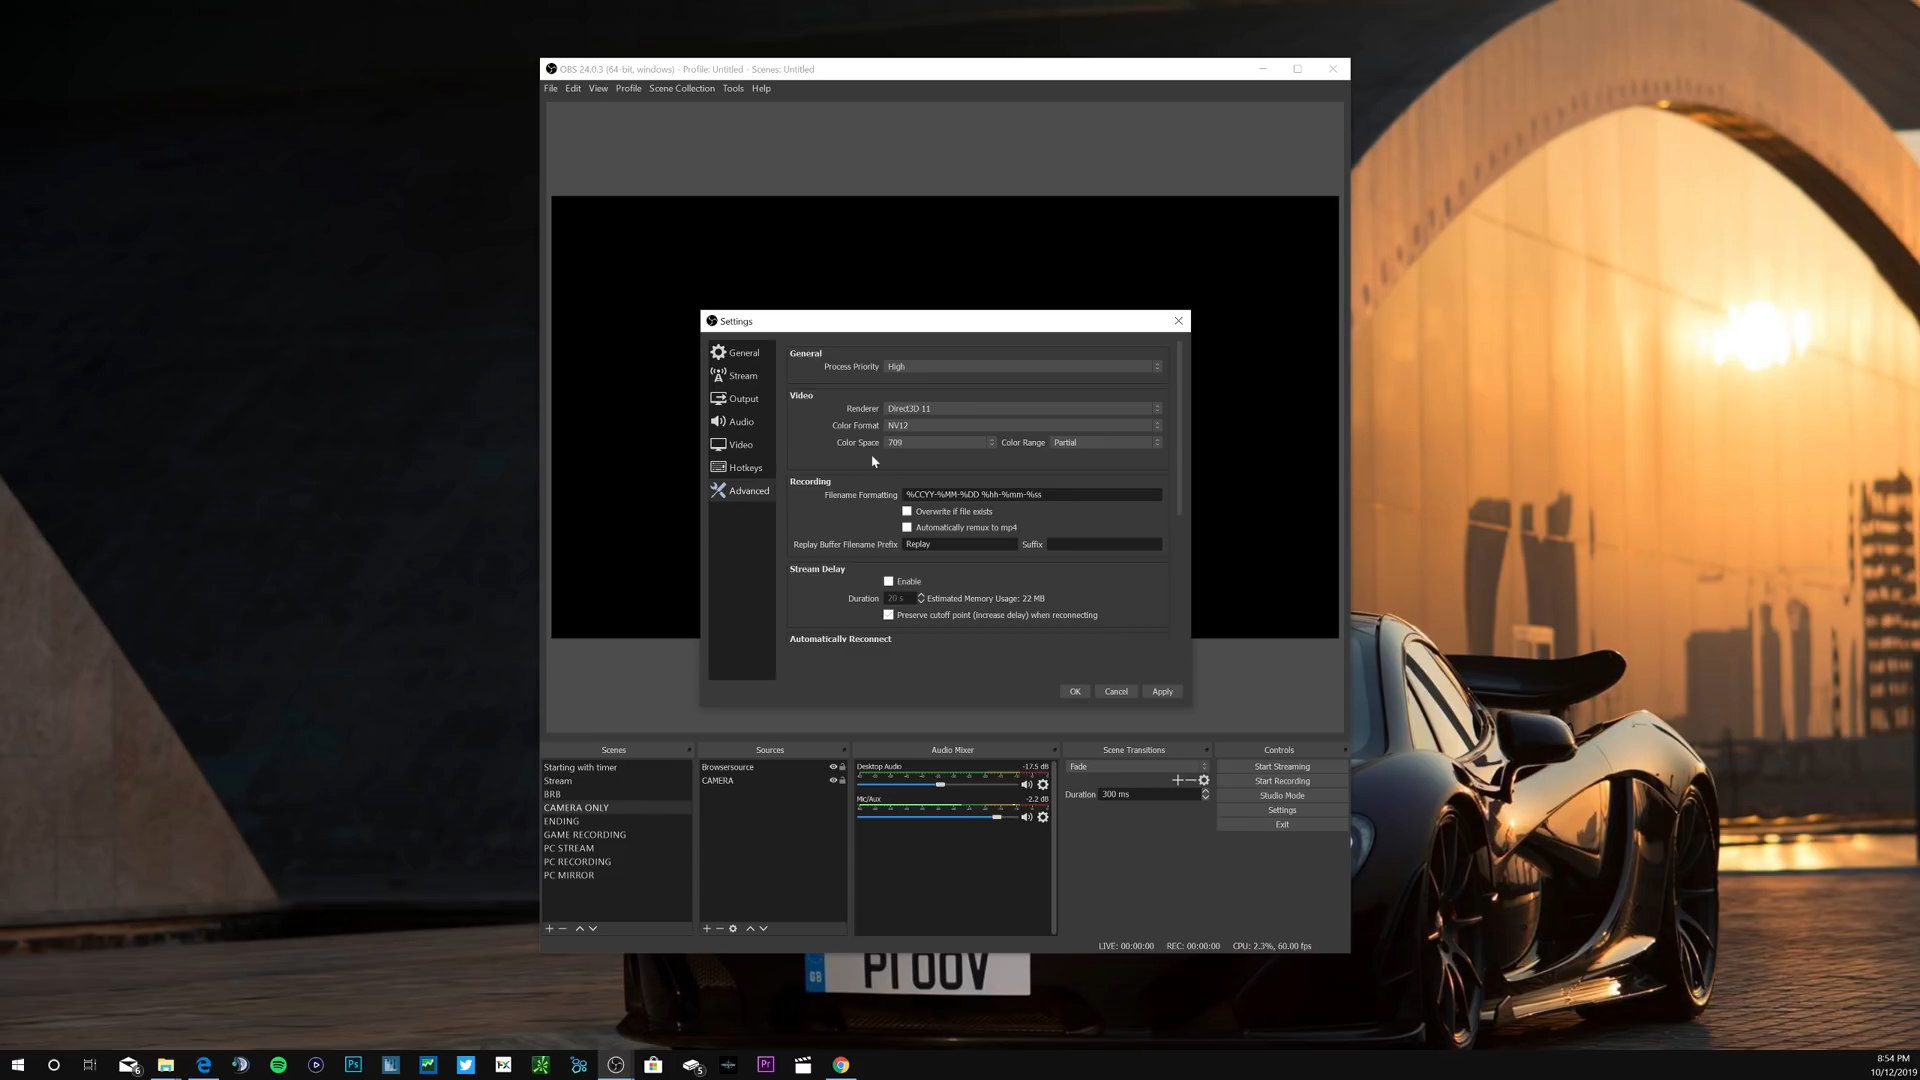 OBS 24.0.3 (64-bit, windows) - Profile: Untitled - Scenes: Untitled
File Edit View Profile Scene Collection Tools Help
Settings
General
Stream
Output
Audio
Video
Hotkeys
Advanced
General
Process Priority High
Video
Renderer Direct3D 11
Color Format NV12
Color Space 709 Color Range Partial
Recording
Filename Formatting %CCYY-%MM-%DD %hh-%mm-%ss
Overwrite if file exists
Automatically remux to mp4
Replay Buffer Filename Prefix Replay Suffix
Stream Delay
Enable
Duration 20 s Estimated Memory Usage: 22 MB
Preserve cutoff point (increase delay) when reconnecting
Automatically Reconnect
OK Cancel Apply
Scenes
Starting with timer
Stream
BRB
CAMERA ONLY
ENDING
GAME RECORDING
PC STREAM
PC RECORDING
PC MIRROR
Sources
Browsersource
CAMERA
Audio Mixer
Desktop Audio -17.5 dB
Mic/Aux -2.2 dB
Scene Transitions
Fade
Duration 300 ms
Controls
Start Streaming
Start Recording
Studio Mode
Settings
Exit
LIVE: 00:00:00 REC: 00:00:00 CPU: 2.3%, 60.00 fps
GB
6
Ps
FX
5
Pr
8:54 PM
10/12/2019